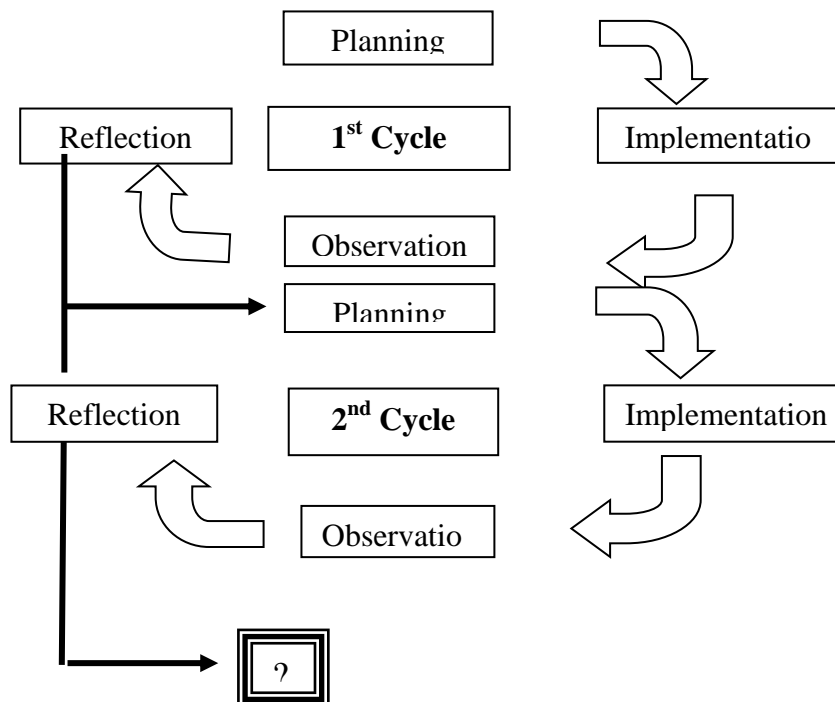 Planning
Reflection
1st Cycle
Implementatio
Observation
Planning
Reflection
2nd Cycle
Implementation
Observatio
?